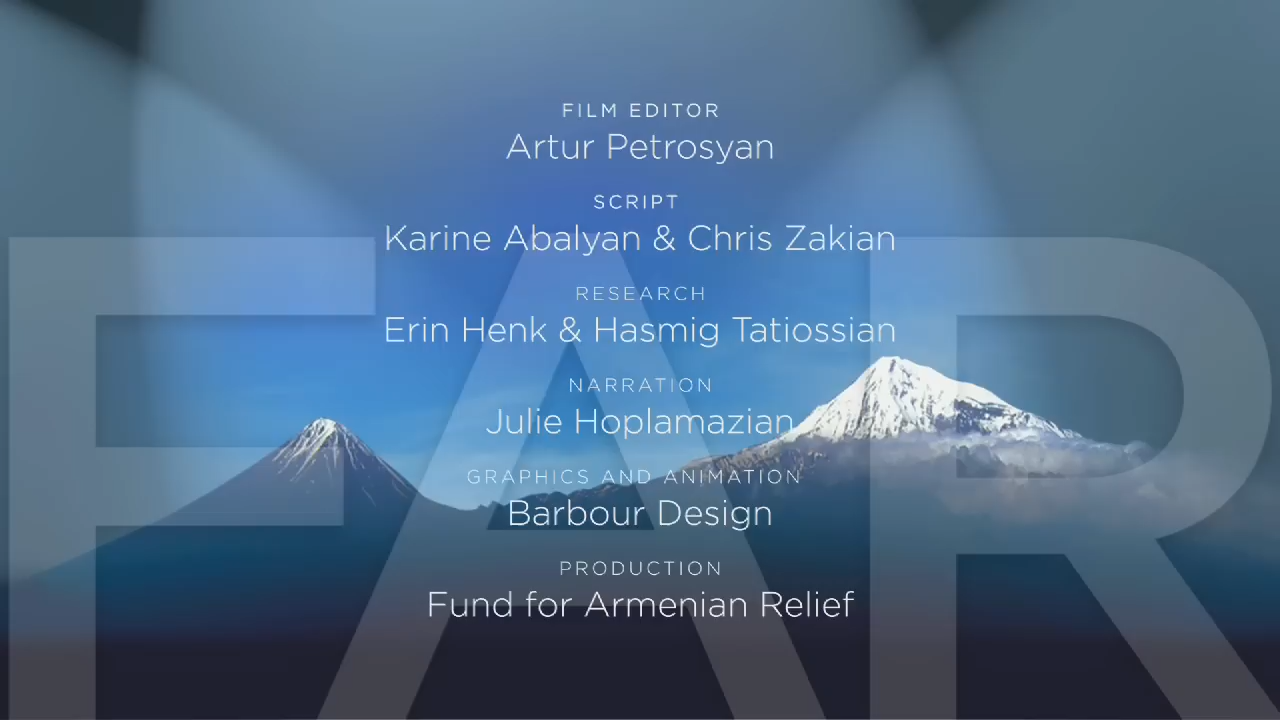 FILM EDITOR
Artur Petrosyan
SCRIPT
Karine Abalyan & Chris Zakian
RESEARCH
Erin Henk & Hasmig Tatiossian
NARRATION
Julie Hoplamazian
GRAPHICS AND ANIMATION
Barbour Design
PRODUCTION
Fund for Armenian Relief
FAR